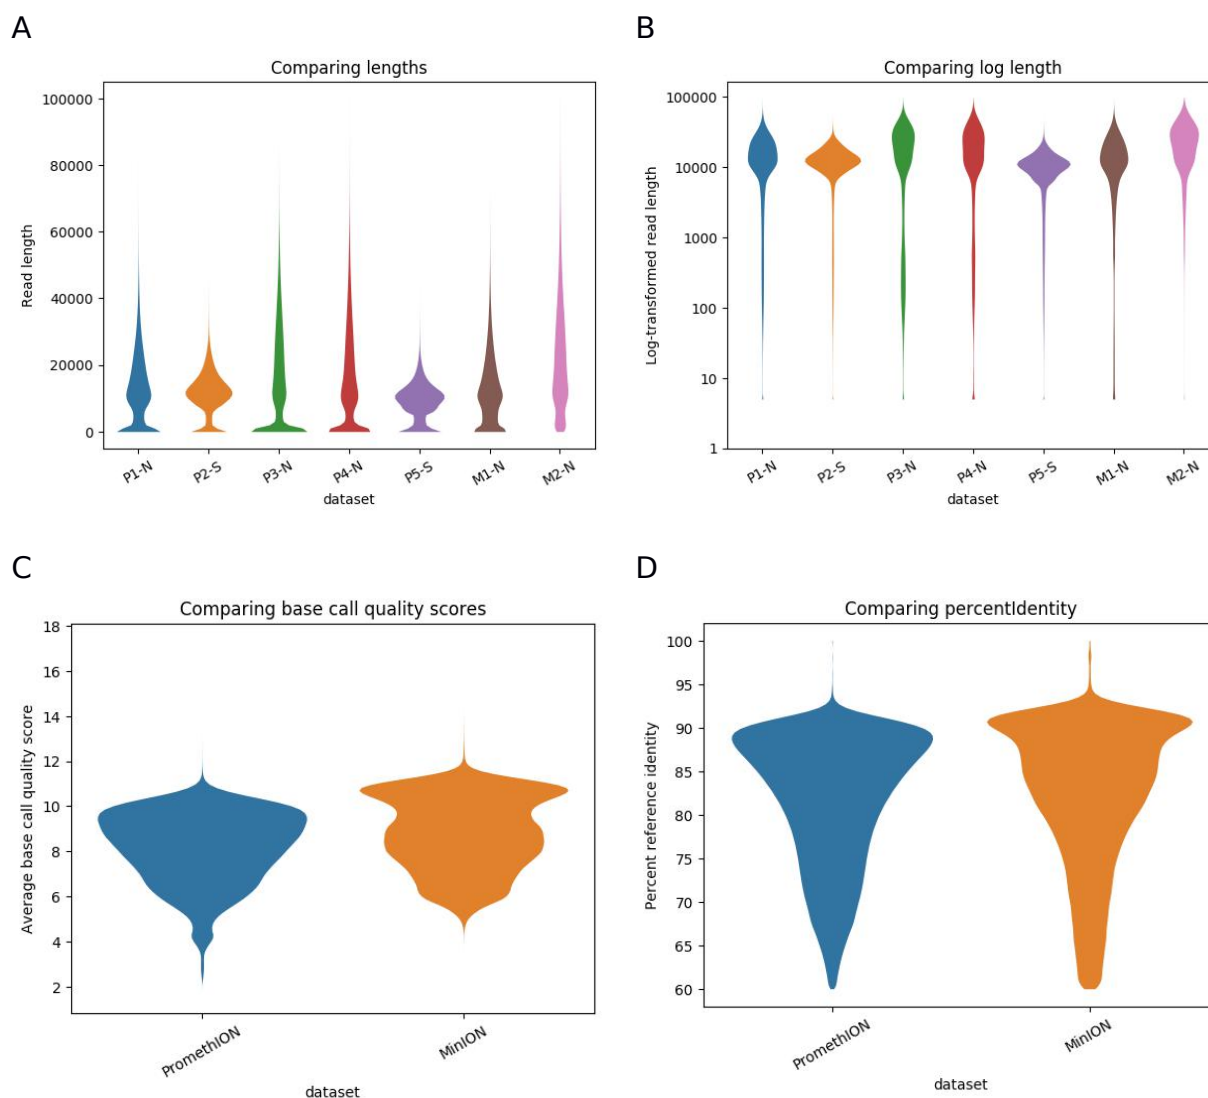 A
Comparing lengths
Read length
100000
80000
60000
40000
20000
0
P1-N
P2-S
P3-N
P4-N
P5-S
M1-N
M2-N
dataset
B
Comparing log length
Log-transformed read length
100000
10000
1000
100
10
1
P1-N
P2-S
P3-N
P4-N
P5-S
M1-N
M2-N
dataset
C
Comparing base call quality scores
Average base call quality score
18
16
14
12
10
8
6
4
2
PromethION
MinION
dataset
D
Comparing percentIdentity
Percent reference identity
100
95
90
85
80
75
70
65
60
PromethION
MinION
dataset